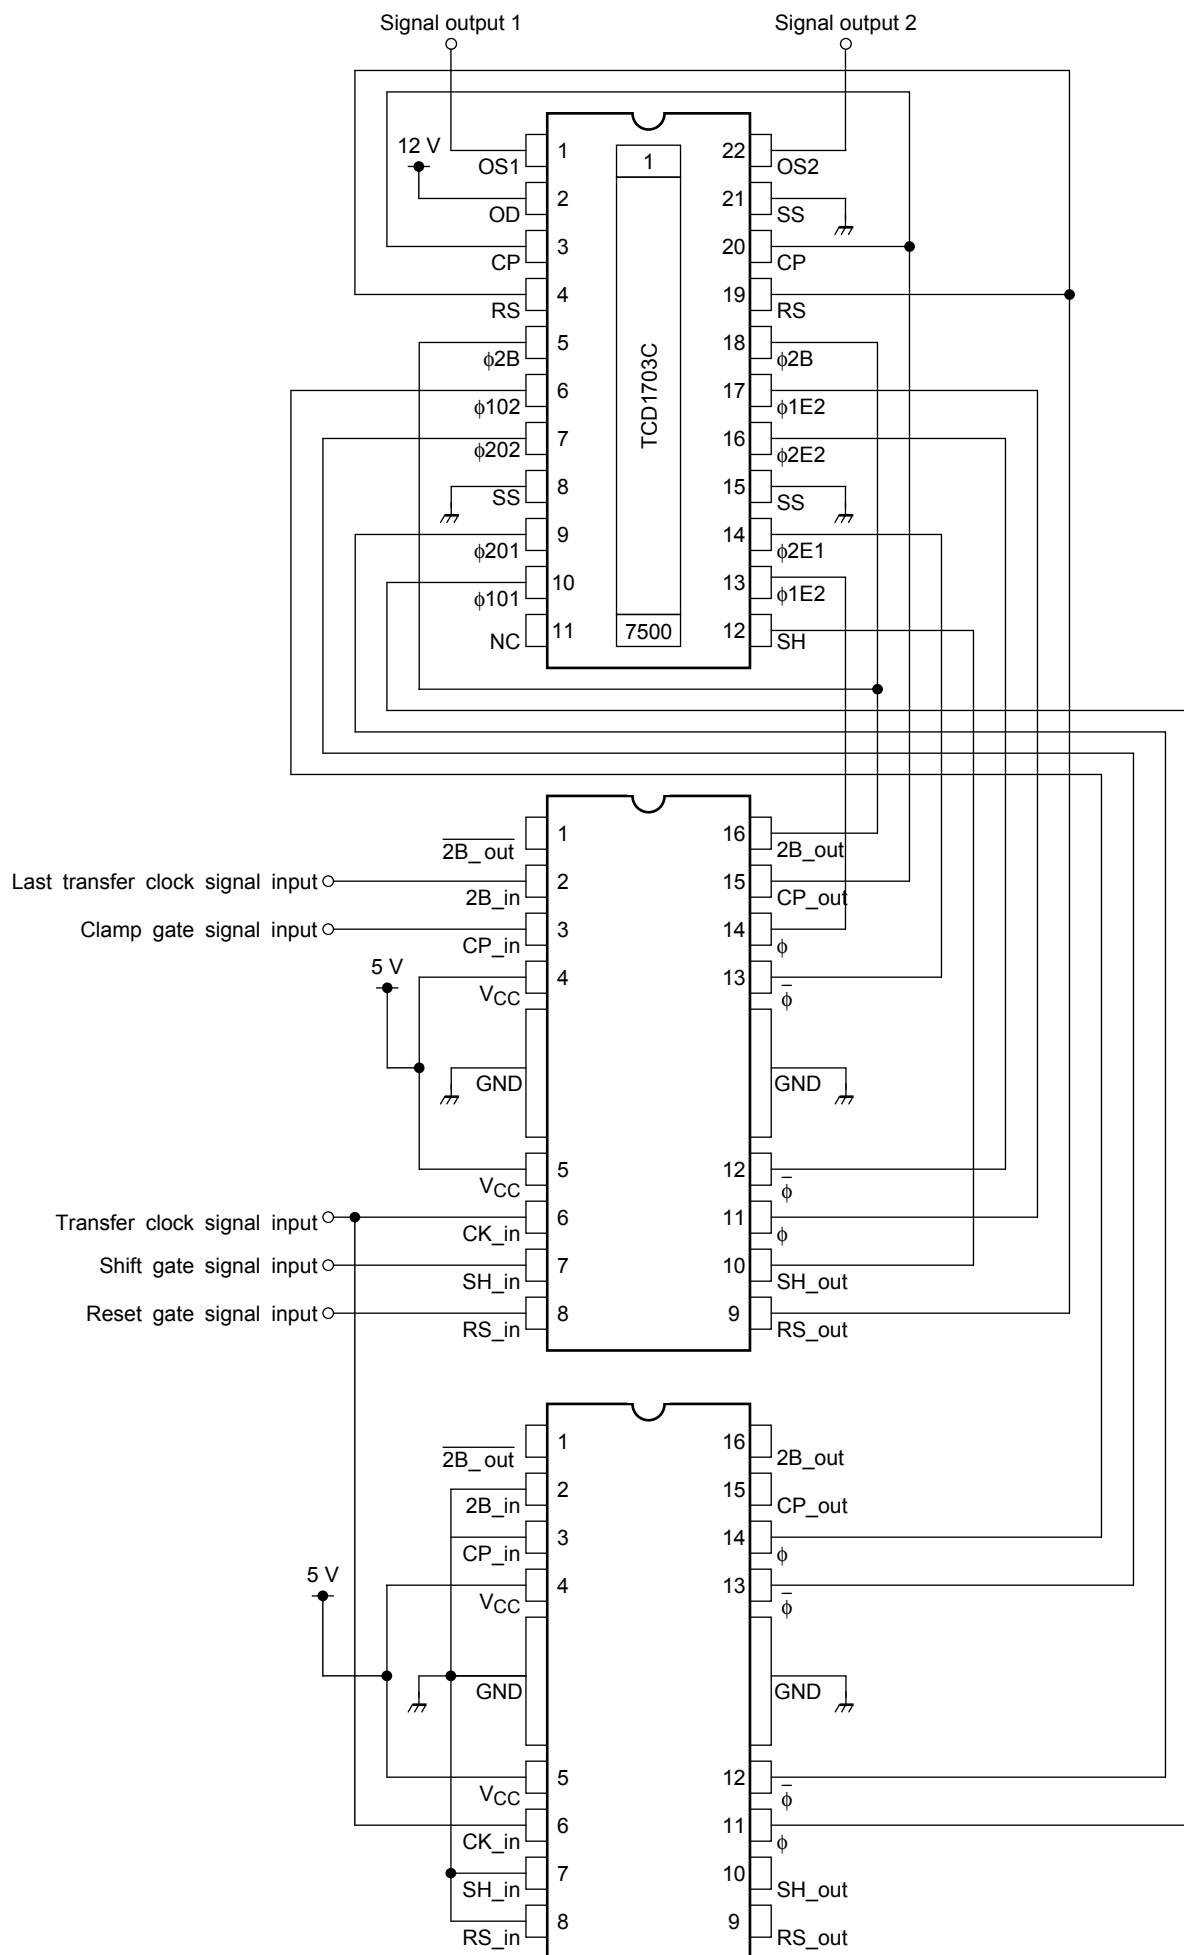 Signal output 1
Signal output 2
12 V
1
OS1
2
OD
3
CP
4
RS
5
ϕ2B
6
ϕ102
7
ϕ202
8
SS
9
ϕ201
10
ϕ101
11
NC
1
TCD1703C
7500
22
OS2
21
SS
20
CP
19
RS
18
ϕ2B
17
ϕ1E2
16
ϕ2E2
15
SS
14
ϕ2E1
13
ϕ1E2
12
SH
Last transfer clock signal input
Clamp gate signal input
5 V
Transfer clock signal input
Shift gate signal input
Reset gate signal input
1
2B_out
2
2B_in
3
CP_in
4
VCC
GND
5
VCC
6
CK_in
7
SH_in
8
RS_in
16
2B_out
15
CP_out
14
ϕ
13
ϕ̅
GND
12
ϕ̅
11
ϕ
10
SH_out
9
RS_out
5 V
1
2B_out
2
2B_in
3
CP_in
4
VCC
GND
5
VCC
6
CK_in
7
SH_in
8
RS_in
16
2B_out
15
CP_out
14
ϕ
13
ϕ̅
GND
12
ϕ̅
11
ϕ
10
SH_out
9
RS_out